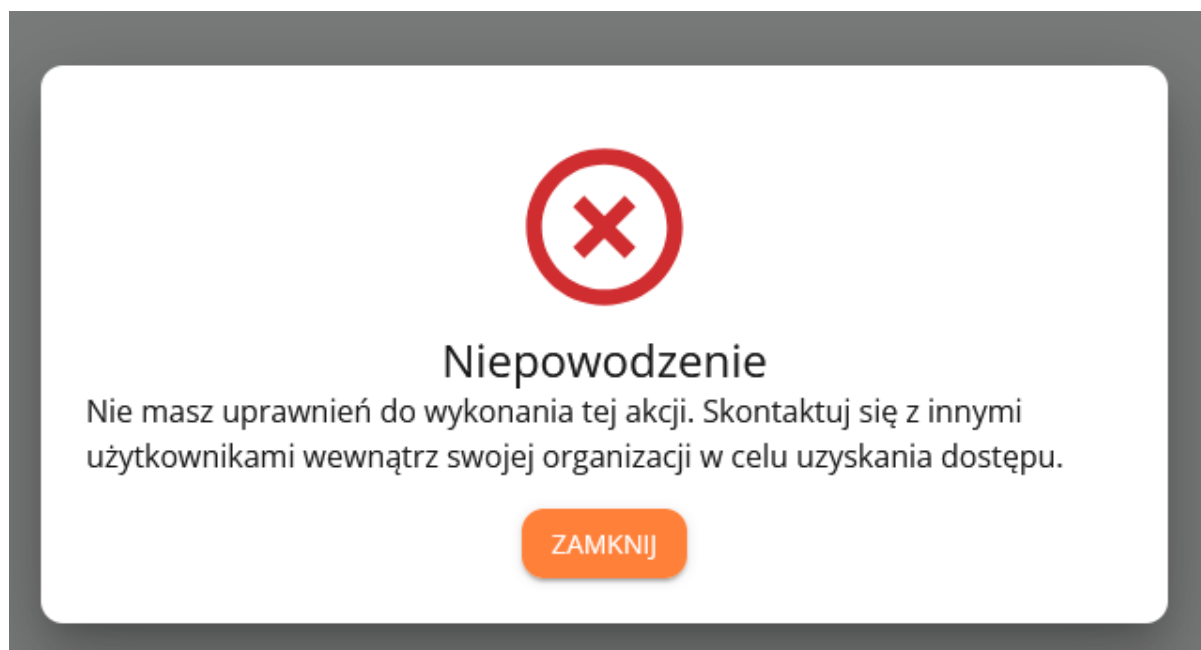 Niepowodzenie
Nie masz uprawnień do wykonania tej akcji. Skontaktuj się z innymi
użytkownikami wewnątrz swojej organizacji w celu uzyskania dostępu.
ZAMKNIJ